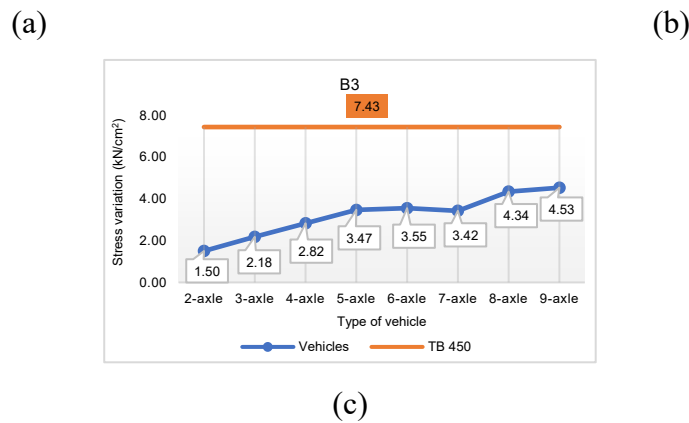 (a) (b)
B3
7.43
8.00
6.00
4.00
2.00
0.00
Stress variation (kN/cm²)
1.50 2.18 2.82 3.47 3.55 3.42 4.34 4.53
2-axle 3-axle 4-axle 5-axle 6-axle 7-axle 8-axle 9-axle
Type of vehicle
Vehicles TB 450
(c)